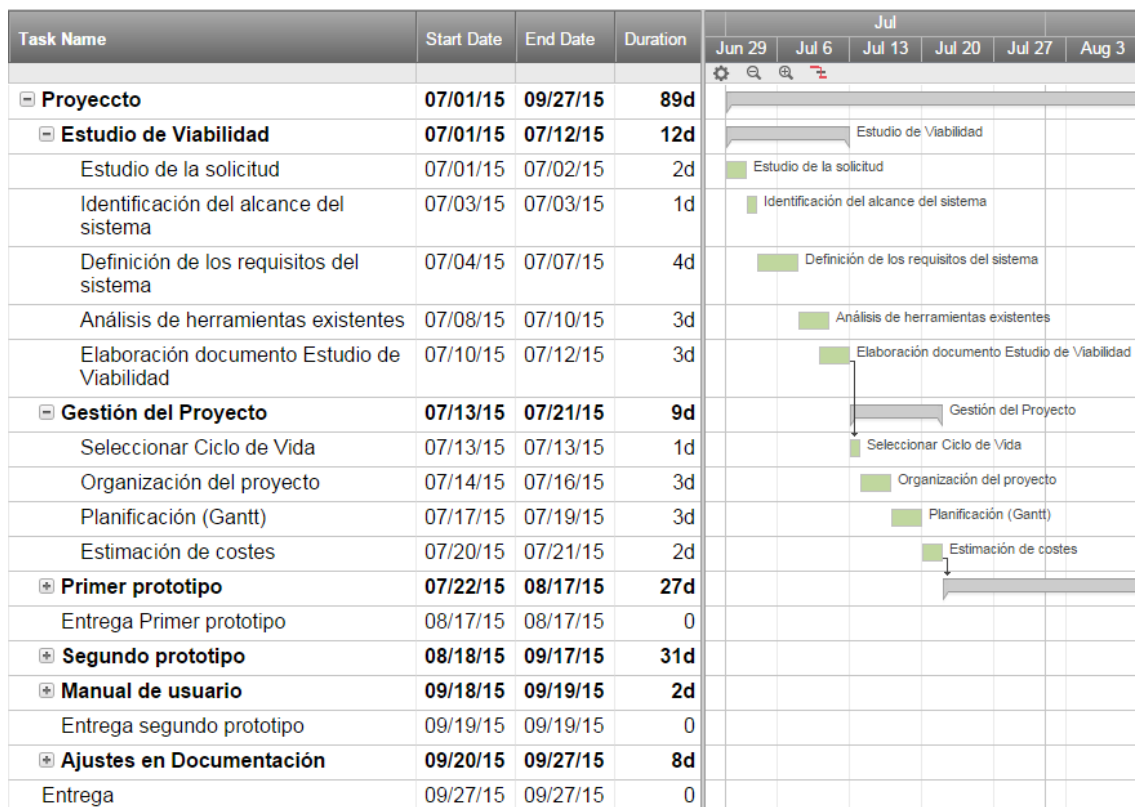 Task Name Start Date End Date Duration Jul
Jun 29 Jul 6 Jul 13 Jul 20 Jul 27 Aug 3
Proyeccto 07/01/15 09/27/15 89d
Estudio de Viabilidad 07/01/15 07/12/15 12d Estudio de Viabilidad
Estudio de la solicitud 07/01/15 07/02/15 2d Estudio de la solicitud
Identificación del alcance del 07/03/15 07/03/15 1d Identificación del alcance del sistema
sistema
Definición de los requisitos del 07/04/15 07/07/15 4d Definición de los requisitos del sistema
sistema
Análisis de herramientas existentes 07/08/15 07/10/15 3d Análisis de herramientas existentes
Elaboración documento Estudio de 07/10/15 07/12/15 3d Elaboración documento Estudio de Viabilidad
Viabilidad
Gestión del Proyecto 07/13/15 07/21/15 9d Gestión del Proyecto
Seleccionar Ciclo de Vida 07/13/15 07/13/15 1d Seleccionar Ciclo de Vida
Organización del proyecto 07/14/15 07/16/15 3d Organización del proyecto
Planificación (Gantt) 07/17/15 07/19/15 3d Planificación (Gantt)
Estimación de costes 07/20/15 07/21/15 2d Estimación de costes
Primer prototipo 07/22/15 08/17/15 27d
Entrega Primer prototipo 08/17/15 08/17/15 0
Segundo prototipo 08/18/15 09/17/15 31d
Manual de usuario 09/18/15 09/19/15 2d
Entrega segundo prototipo 09/19/15 09/19/15 0
Ajustes en Documentación 09/20/15 09/27/15 8d
Entrega 09/27/15 09/27/15 0